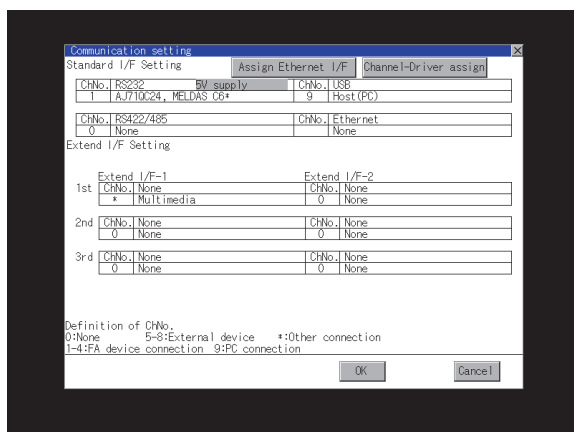 Communication setting
Standard I/F Setting Assign Ethernet I/F Channel-Driver assign
ChNo. RS232 5V supply ChNo. USB
1 AJ71QC24, MELDAS C6* 9 Host(PC)
ChNo. RS422/485 ChNo. Ethernet
0 None None
Extend I/F Setting
Extend I/F-1 Extend I/F-2
1st ChNo. None ChNo. None
* Multimedia 0 None
2nd ChNo. None ChNo. None
0 None 0 None
3rd ChNo. None ChNo. None
0 None 0 None
Definition of ChNo.
0:None 5-8:External device *:Other connection
1-4:FA device connection 9:PC connection
OK Cancel